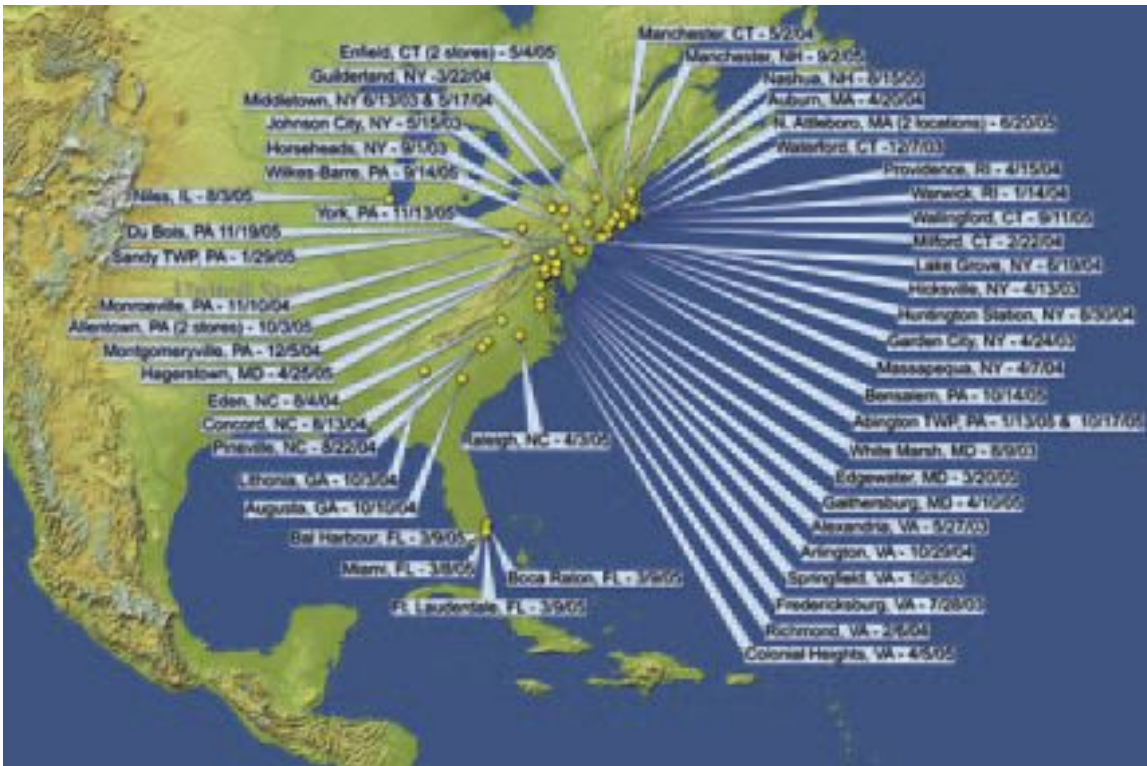 Manchester, CT - 5/2/04
Enfield, CT (2 stores) - 5/4/05
Manchester, NH - 9/2/05
Guilderland, NY -3/22/04
Nashua, NH - 8/15/05
Middletown, NY 6/13/03 & 5/17/04
Auburn, MA - 4/20/04
Johnson City, NY - 5/15/03
N. Attleboro, MA (2 locations) - 6/20/05
Horseheads, NY - 9/1/03
Waterford, CT -12/7/03
Wilkes-Barre, PA - 9/14/05
Providence, RI - 4/15/04
Niles, IL - 8/3/05
Warwick, RI - 1/14/04
York, PA - 11/13/05
Wallingford, CT - 9/11/05
Du Bois, PA 11/19/05
Milford, CT - 2/22/04
Sandy TWP, PA - 1/29/05
Lake Grove, NY - 6/19/04
United Stat
Hicksville, NY - 4/13/03
Monroeville, PA - 11/10/04
Huntington Station, NY - 8/30/04
Allentown, PA (2 stores) - 10/3/05
Garden City, NY - 4/24/03
Montgomeryville, PA - 12/5/04
Massapequa, NY - 4/7/04
Hagerstown, MD - 4/25/05
Bensalem, PA - 10/14/05
Eden, NC - 8/4/04
Abington TWP, PA - 1/13/05 & 10/17/05
Concord, NC - 6/13/04
Raleigh, NC - 4/3/05
Pineville, NC - 8/22/04
White Marsh, MD - 8/9/03
Lithonia, GA - 10/3/04
Edgewater, MD - 3/20/05
Augusta, GA - 10/10/04
Gaithersburg, MD - 4/10/05
Alexandria, VA - 5/27/03
Bal Harbour, FL - 3/9/05
Arlington, VA - 10/29/04
Miami, FL - 3/8/05
Boca Raton, FL - 3/9/05
Springfield, VA - 10/8/03
Ft. Lauderdale, FL - 3/9/05
Fredericksburg, VA - 7/28/03
Richmond, VA - 2/6/04
Colonial Heights, VA - 4/5/05